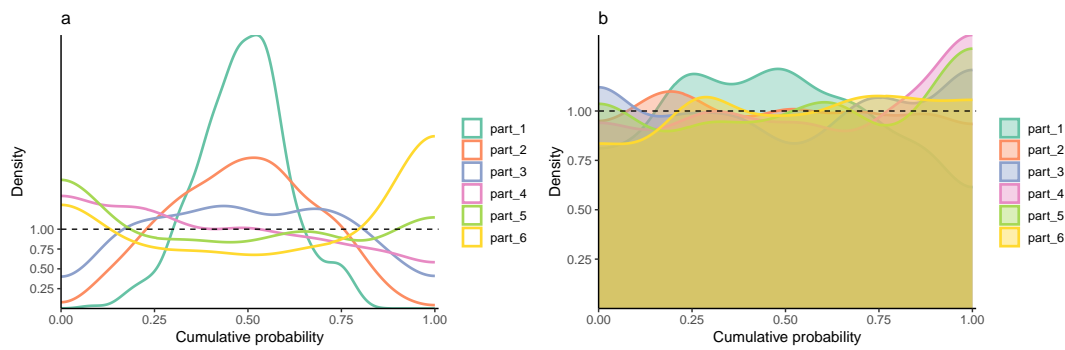 a
Density
1.00
0.75
0.50
0.25
0.00
0.25
0.50
0.75
1.00
Cumulative probability
part_1
part_2
part_3
part_4
part_5
part_6
b
Density
1.00
0.75
0.50
0.25
0.00
0.25
0.50
0.75
1.00
Cumulative probability
part_1
part_2
part_3
part_4
part_5
part_6